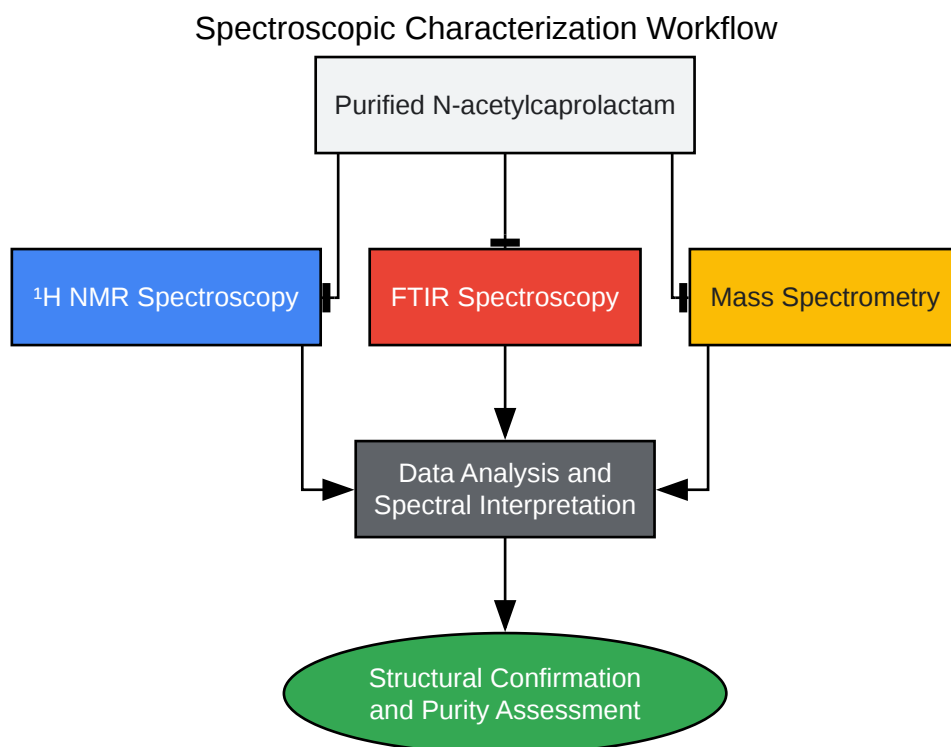 Spectroscopic Characterization Workflow
Purified N-acetylcaprolactam
¹H NMR Spectroscopy
FTIR Spectroscopy
Mass Spectrometry
Data Analysis and
Spectral Interpretation
Structural Confirmation
and Purity Assessment